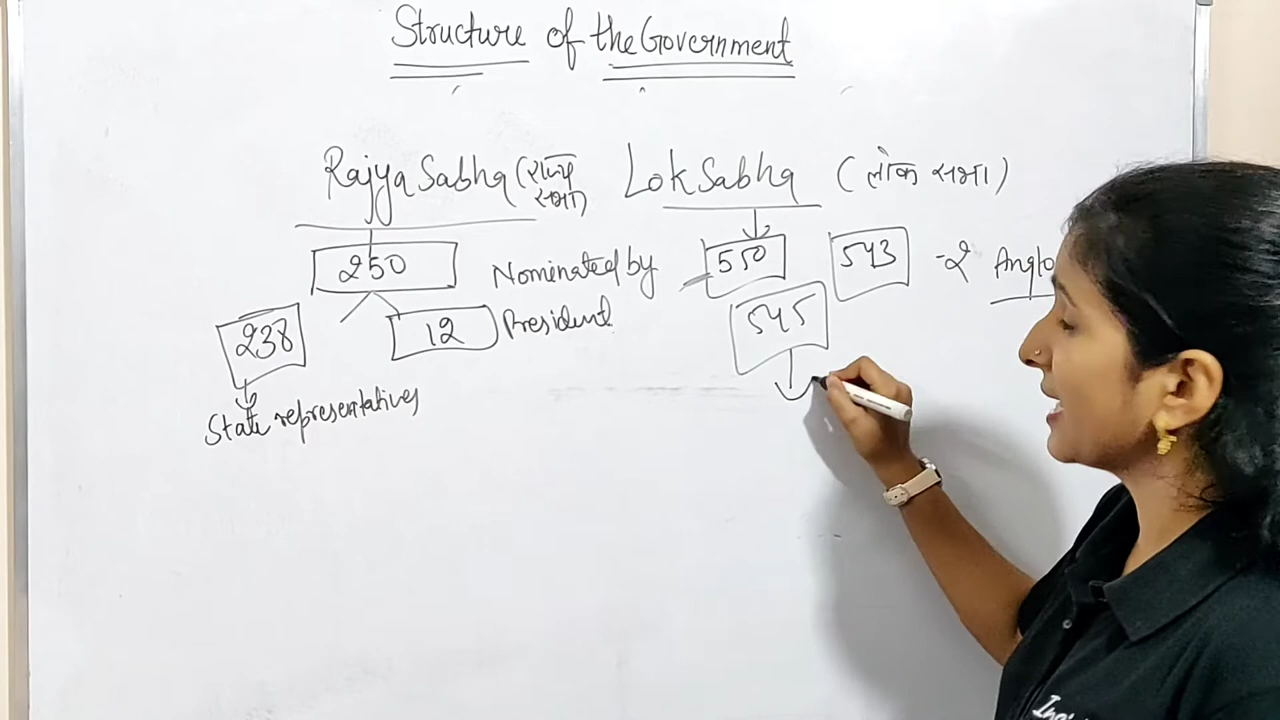 Structure of the Government
Rajya Sabha (राज्य सभा)
250
238
12
Nominated by President
State representatives
Lok Sabha (लोक सभा)
550
543 - 2 Anglo
545